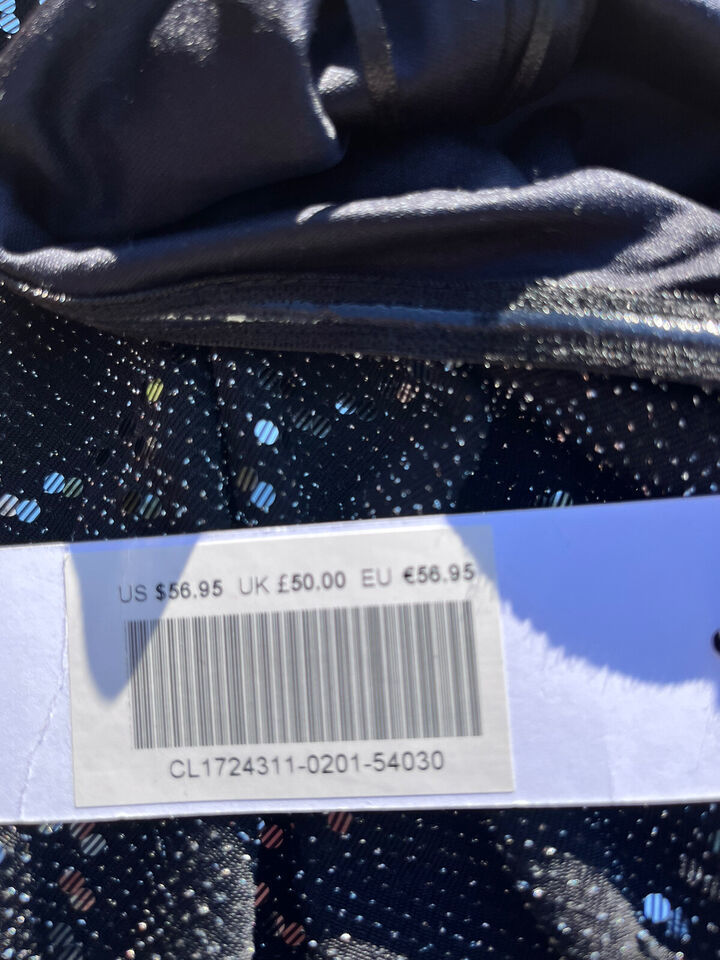 US $56.95 UK £50.00 EU €56.95
CL1724311-0201-54030